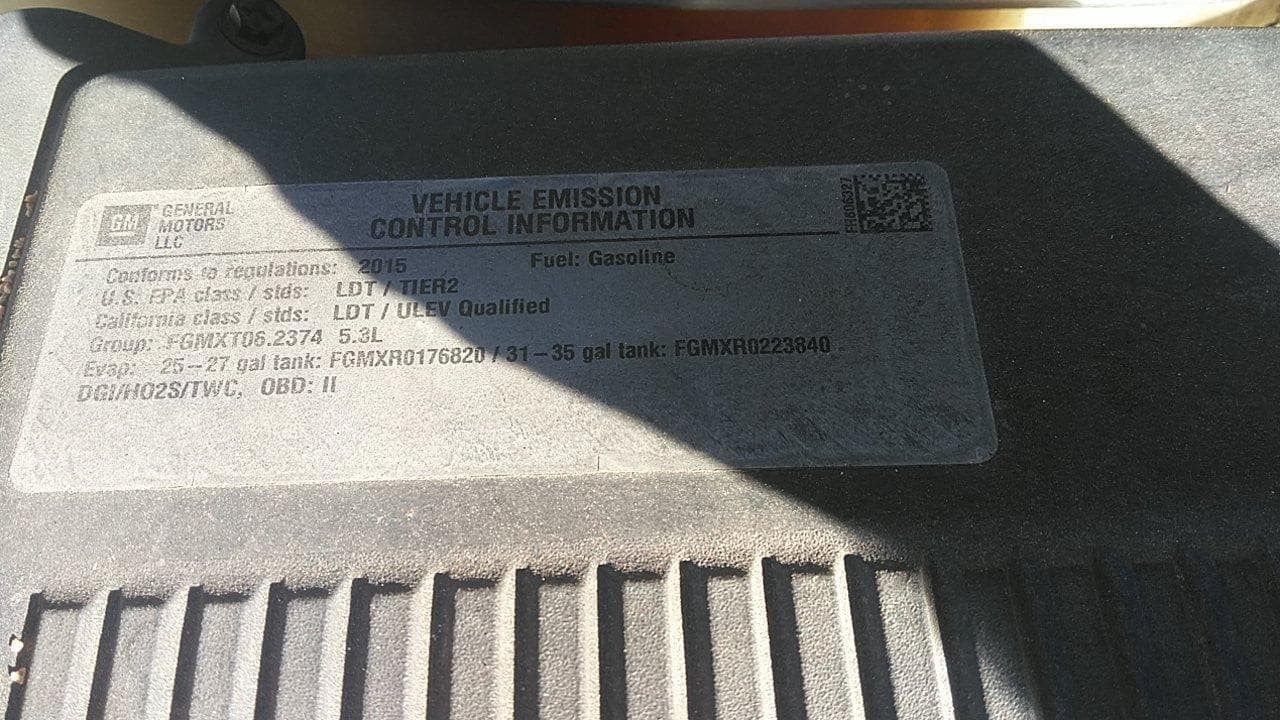 GM GENERAL MOTORS LLC
VEHICLE EMISSION
CONTROL INFORMATION
Conforms to regulations: 2015 Fuel: Gasoline
U.S. EPA class / stds: LDT / TIER2
California class / stds: LDT / ULEV Qualified
Group: FGMXT06.2374 5.3L
Evap: 25-27 gal tank: FGMXR0176820 / 31-35 gal tank: FGMXR0223840
DGI/HO2S/TWC, OBD: II